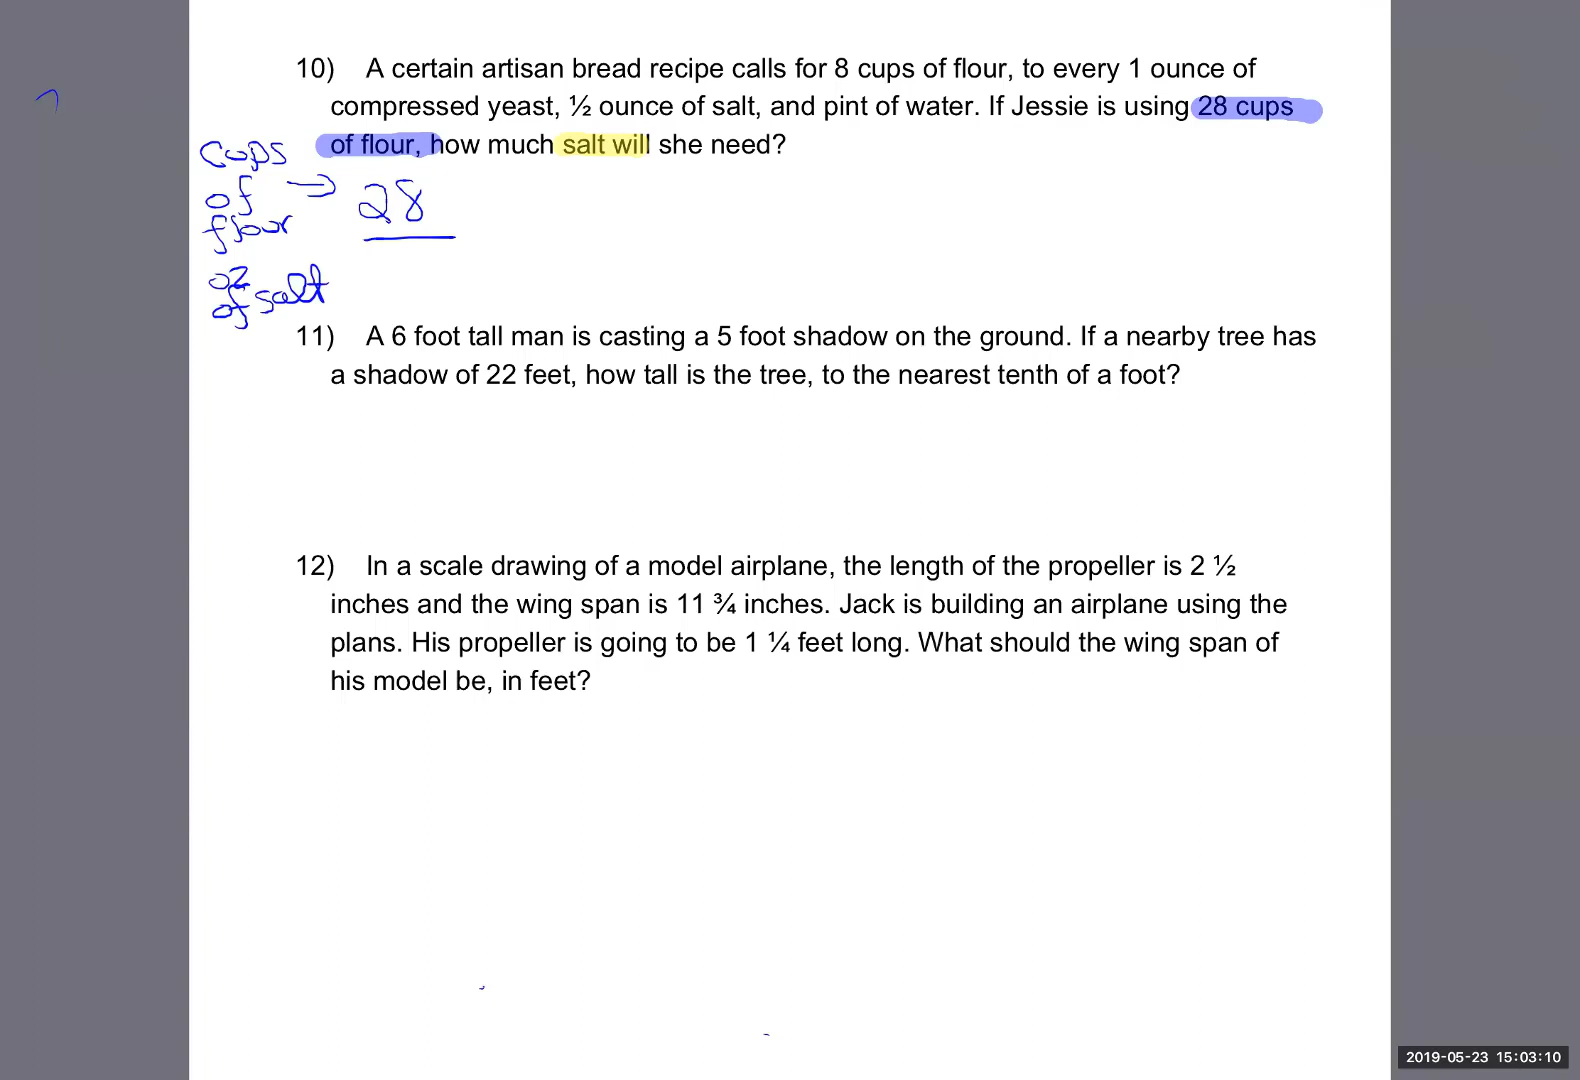 10) A certain artisan bread recipe calls for 8 cups of flour, to every 1 ounce of
compressed yeast, ½ ounce of salt, and pint of water. If Jessie is using 28 cups
of flour, how much salt will she need?
cups
of → 28
flour
oz
of salt
11) A 6 foot tall man is casting a 5 foot shadow on the ground. If a nearby tree has
a shadow of 22 feet, how tall is the tree, to the nearest tenth of a foot?
12) In a scale drawing of a model airplane, the length of the propeller is 2 ½
inches and the wing span is 11 ¾ inches. Jack is building an airplane using the
plans. His propeller is going to be 1 ¼ feet long. What should the wing span of
his model be, in feet?
2019-05-23 15:03:10